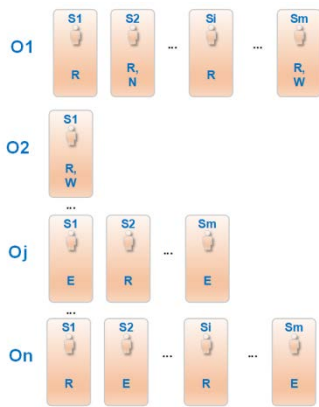 S1 S2 Si Sm
O1 ... ...
R R, N R R, W
S1
O2
R, W
...
S1 S2 Sm
Oj ...
E R E
...
S1 S2 Si Sm
On ... ...
R E R E